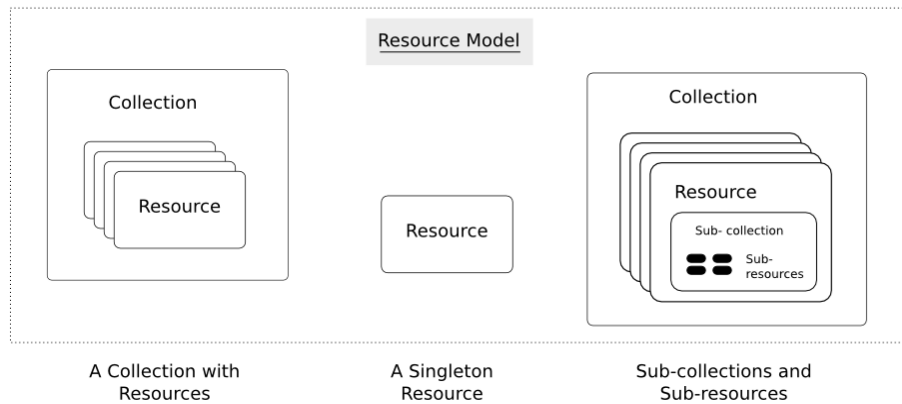 Resource Model
Collection
Resource
Resource
Collection
Resource
Sub- collection
Sub-
resources
A Collection with
Resources
A Singleton
Resource
Sub-collections and
Sub-resources